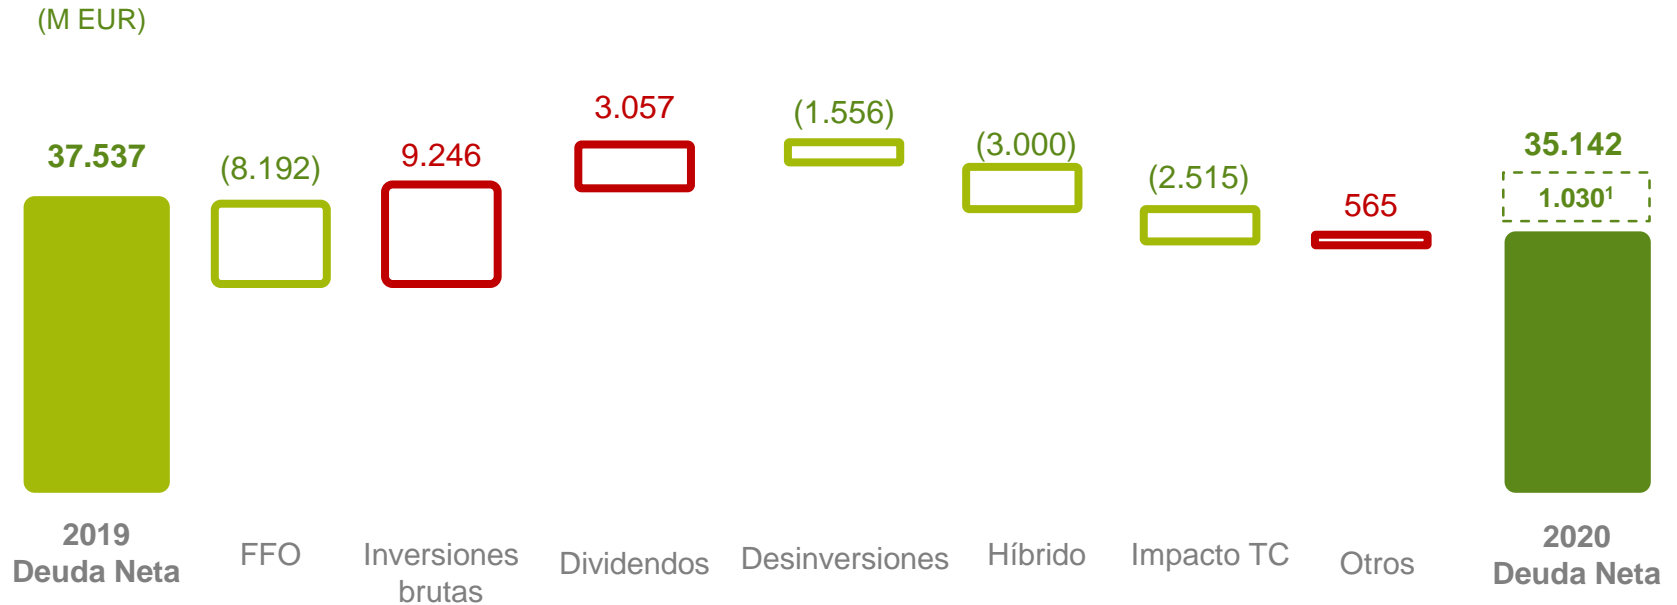 (M EUR)
37.537
(8.192)
9.246
3.057
(1.556)
(3.000)
(2.515)
565
35.142
1.030¹
2019
Deuda Neta
FFO
Inversiones
brutas
Dividendos
Desinversiones
Híbrido
Impacto TC
Otros
2020
Deuda Neta